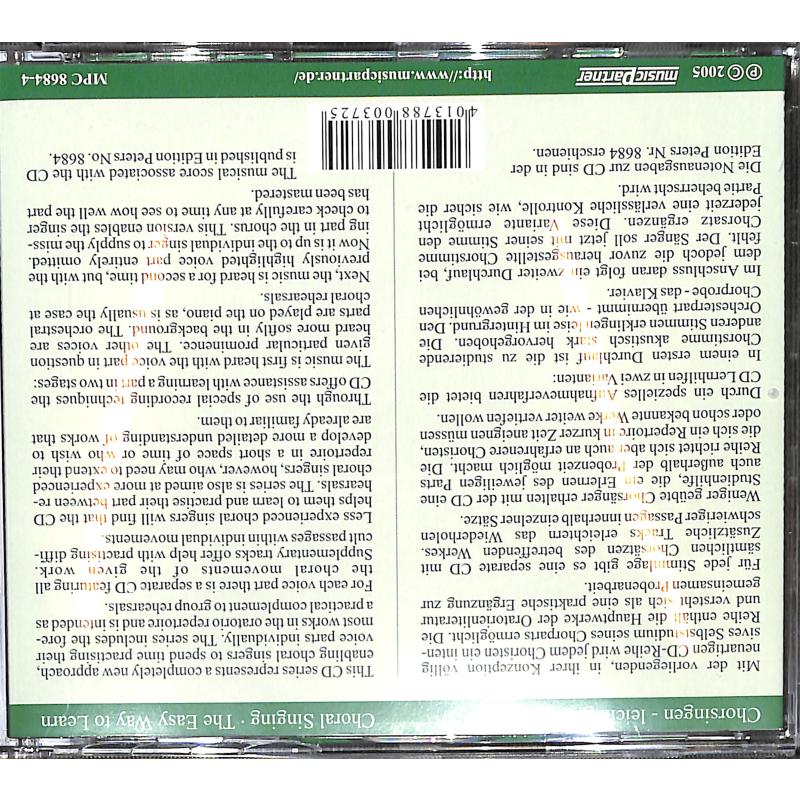 Chorsingen -
Choral Singing · The Easy Way to Learn
Mit der vorliegenden, in ihrer Konzeption völlig
neuartigen CD-Reihe wird jedem Choristen ein inten-
sives Selbststudium seines Chorparts ermöglicht. Die
Reihe enthält die Hauptwerke der Oratorienliteratur
und versteht sich als eine praktische Ergänzung zur
gemeinsamen Probenarbeit.
Für jede Stimmlage gibt es eine separate CD mit
sämtlichen Chorsätzen des betreffenden Werkes.
Zusätzliche Tracks erleichtern das Wiederholen
schwieriger Passagen innerhalb einzelner Sätze.
Weniger geübte Chorsänger erhalten mit der CD eine
Studienhilfe, die ein Erlernen des jeweiligen Parts
auch außerhalb der Probenzeit möglich macht. Die
Reihe richtet sich aber auch an erfahrenere Choristen,
die sich ein Repertoire in kurzer Zeit aneignen müssen
oder schon bekannte Werke weiter vertiefen wollen.
Durch ein spezielles Aufnahmeverfahren bietet die
CD Lernhilfen in zwei Varianten:
In einem ersten Durchlauf ist die zu studierende
Chorstimme akustisch stark hervorgehoben. Die
anderen Stimmen erklingen leise im Hintergrund. Den
Orchesterpart übernimmt - wie in der gewöhnlichen
Chorprobe - das Klavier.
Im Anschluss daran folgt ein zweiter Durchlauf, bei
dem jedoch die zuvor herausgestellte Chorstimme
fehlt. Der Sänger soll jetzt mit seiner Stimme den
Chorsatz ergänzen. Diese Variante ermöglicht
jederzeit eine verlässliche Kontrolle, wie sicher die
Partie beherrscht wird.
Die Notenausgaben zur CD sind in der
Edition Peters Nr. 8684 erschienen.
This CD series represents a completely new approach,
enabling choral singers to spend time practising their
voice parts individually. The series includes the fore-
most works in the oratorio repertoire and is intended as
a practical complement to group rehearsals.
For each voice part there is a separate CD featuring all
the choral movements of the given work.
Supplementary tracks offer help with practising diffi-
cult passages within individual movements.
Less experienced choral singers will find that the CD
helps them to learn and practise their part between re-
hearsals. The series is also aimed at more experienced
choral singers, however, who may need to extend their
repertoire in a short space of time or who wish to
develop a more detailed understanding of works that
are already familiar to them.
Through the use of special recording techniques the
CD offers assistance with learning a part in two stages:
The music is first heard with the voice part in question
given particular prominence. The other voices are
heard more softly in the background. The orchestral
parts are played on the piano, as is usually the case at
choral rehearsals.
Next, the music is heard for a second time, but with the
previously highlighted voice part entirely omitted.
Now it is up to the individual singer to supply the miss-
ing part in the chorus. This version enables the singer
to check carefully at any time to see how well the part
has been mastered.
The musical score associated with the CD
is published in Edition Peters No. 8684.
4 013788 003725
℗ © 2005 musicPartner http://www.musicpartner.de/ MPC 8684-4